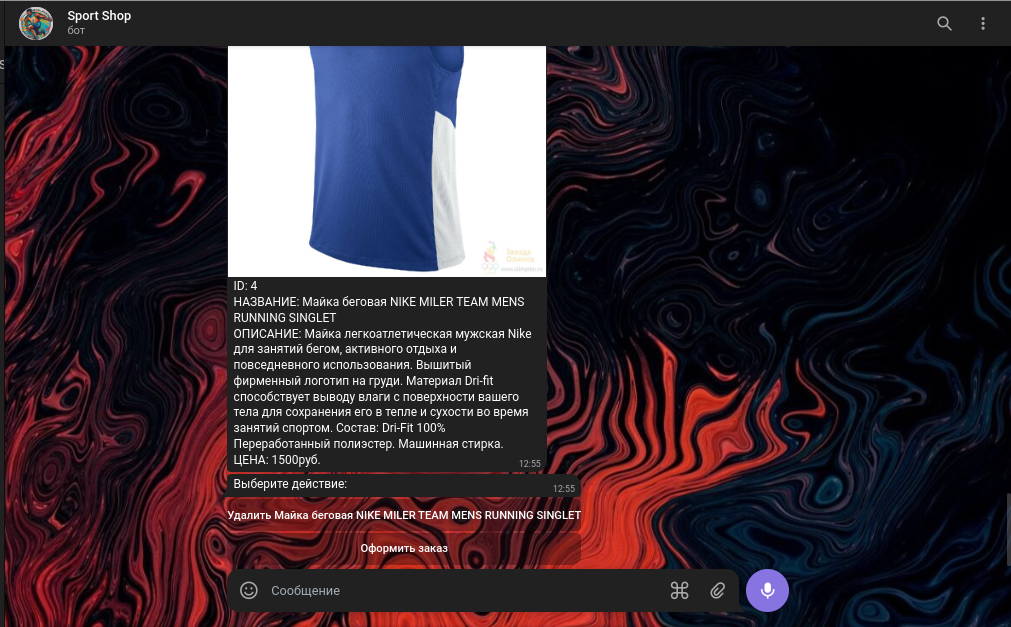 Sport Shop
бот
S
Звезда
Олимпа
ID: 4
НАЗВАНИЕ: Майка беговая NIKE MILER TEAM MENS
RUNNING SINGLET
ОПИСАНИЕ: Майка легкоатлетическая мужская Nike
для занятий бегом, активного отдыха и
повседневного использования. Вышитый
фирменный логотип на груди. Материал Dri-fit
способствует выводу влаги с поверхности вашего
тела для сохранения его в тепле и сухости во время
занятий спортом. Состав: Dri-Fit 100%
Переработанный полиэстер. Машинная стирка.
ЦЕНА: 1500руб.
12:55
Выберите действие:
12:55
Удалить Майка беговая NIKE MILER TEAM MENS RUNNING SINGLET
Оформить заказ
Сообщение